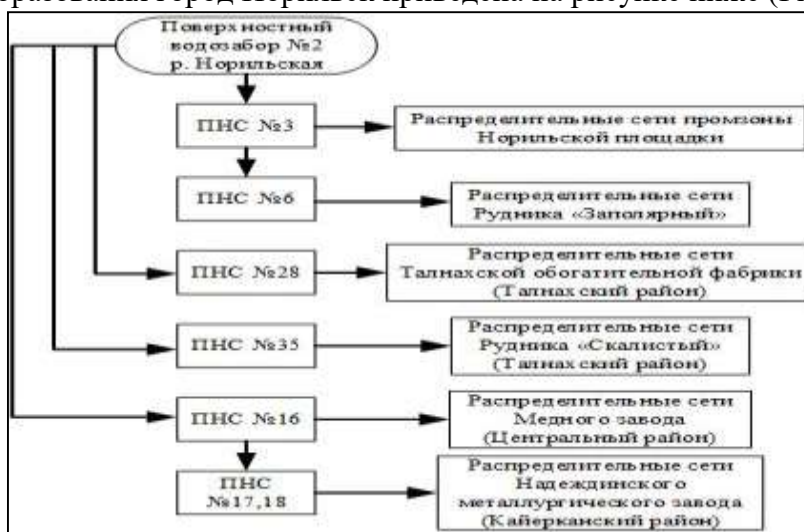 Поверхностный
водозабор №2
р. Норильская
ПНС №3
Распределительные сети промзоны
Норильской площадки
ПНС №6
Распределительные сети
Рудника «Заполярный»
ПНС №28
Распределительные сети
Талнахской обогатительной фабрики
(Талнахский район)
ПНС №35
Распределительные сети
Рудника «Скалистый»
(Талнахский район)
ПНС №16
Распределительные сети
Медного завода
(Центральный район)
ПНС
№17,18
Распределительные сети
Надеждинского
металлургического завода
(Кайерканский район)